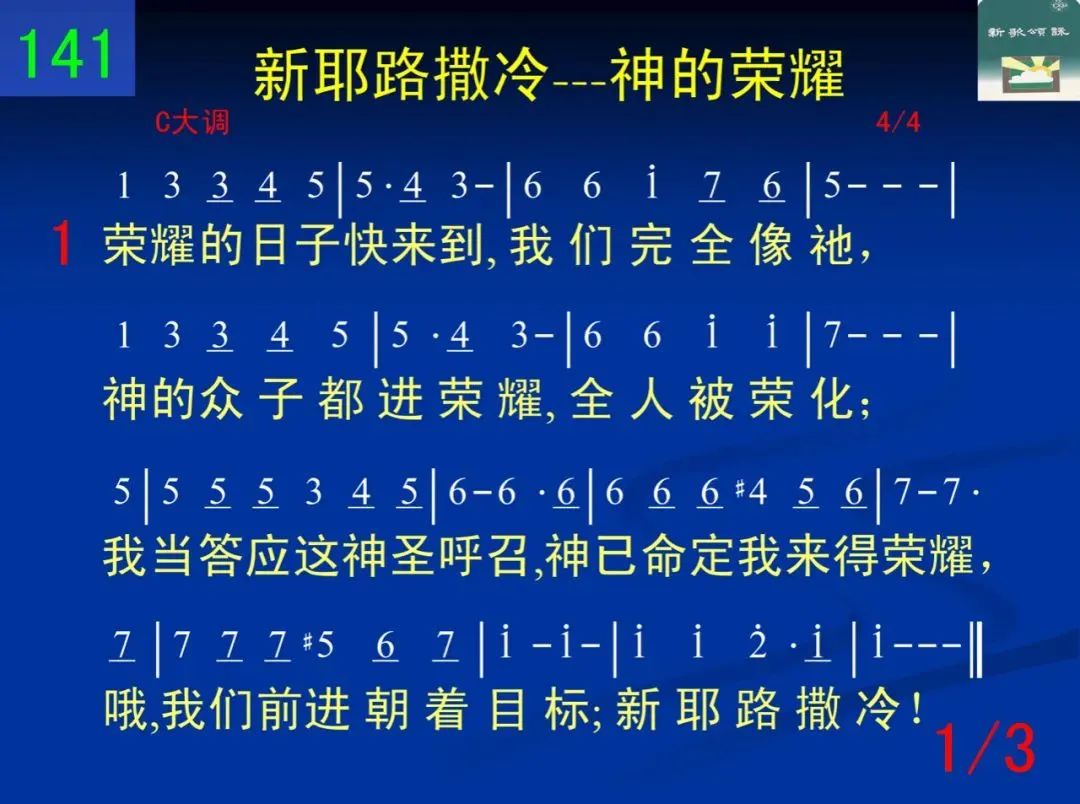 141
新耶路撒冷---神的荣耀
新歌頌詠
C大调 4/4
1 3 3 4 5|5·4 3-|6 6 i 7 6|5- - -|
1 荣耀的日子快来到,我们完全像祂，
1 3 3 4 5|5·4 3-|6 6 i i|7- - -|
神的众子都进荣耀,全人被荣化；
5|5 5 5 3 4 5|6-6·6|6 6 6 #4 5 6|7-7·
我当答应这神圣呼召,神已命定我来得荣耀，
7|7 7 7 #5 6 7|i-i-|i i 2̇·i|i---‖
哦,我们前进朝着目标;新耶路撒冷！
1/3